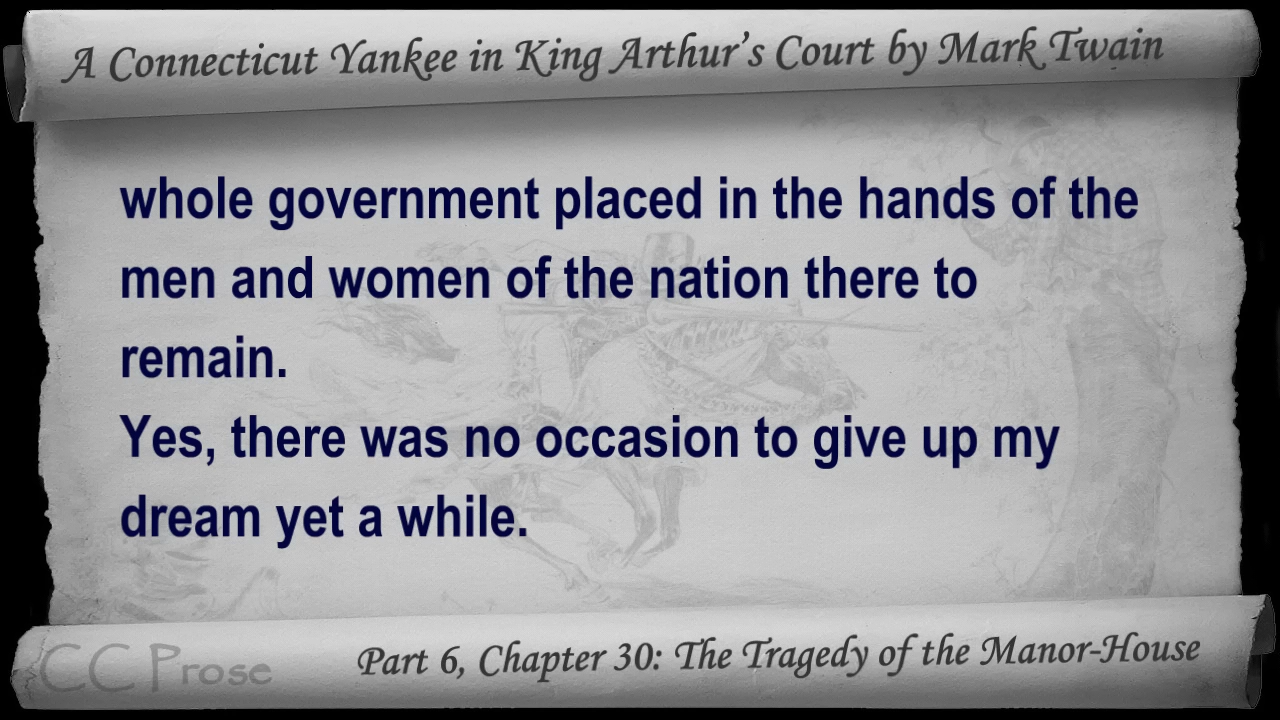 A Connecticut Yankee in King Arthur's Court by Mark Twain
whole government placed in the hands of the
men and women of the nation there to
remain.
Yes, there was no occasion to give up my
dream yet a while.
CC Prose
Part 6, Chapter 30: The Tragedy of the Manor-House